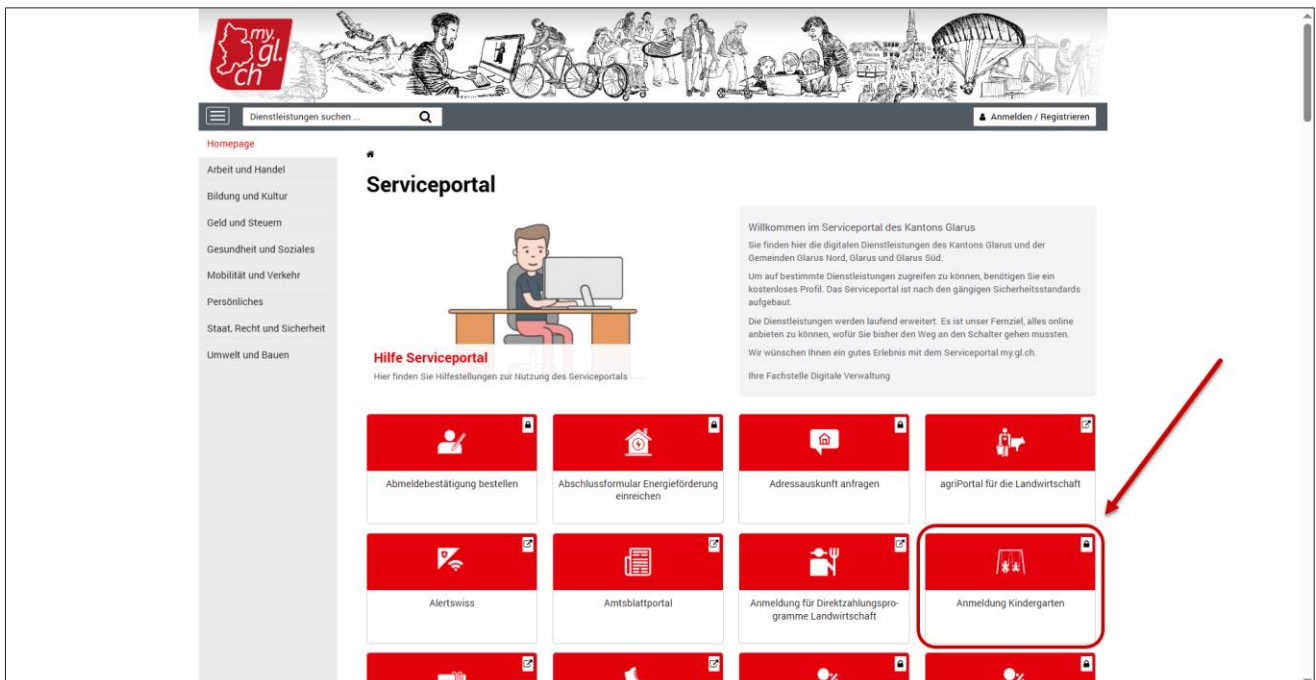 my.
gl.
ch
Dienstleistungen suchen ...
Anmelden / Registrieren
Homepage
Arbeit und Handel
Bildung und Kultur
Geld und Steuern
Gesundheit und Soziales
Mobilität und Verkehr
Persönliches
Staat, Recht und Sicherheit
Umwelt und Bauen
Serviceportal
Hilfe Serviceportal
Hier finden Sie Hilfestellungen zur Nutzung des Serviceportals
Willkommen im Serviceportal des Kantons Glarus
Sie finden hier die digitalen Dienstleistungen des Kantons Glarus und der
Gemeinden Glarus Nord, Glarus und Glarus Süd.
Um auf bestimmte Dienstleistungen zugreifen zu können, benötigen Sie ein
kostenloses Profil. Das Serviceportal ist nach den gängigen Sicherheitsstandards
aufgebaut.
Die Dienstleistungen werden laufend erweitert. Es ist unser Fernziel, alles online
anbieten zu können, wofür Sie bisher den Weg an den Schalter gehen mussten.
Wir wünschen Ihnen ein gutes Erlebnis mit dem Serviceportal my.gl.ch.
Ihre Fachstelle Digitale Verwaltung
Abmeldebestätigung bestellen
Abschlussformular Energieförderung
einreichen
Adressauskunft anfragen
agriPortal für die Landwirtschaft
Alertswiss
Amtsblattportal
Anmeldung für Direktzahlungspro-
gramme Landwirtschaft
Anmeldung Kindergarten